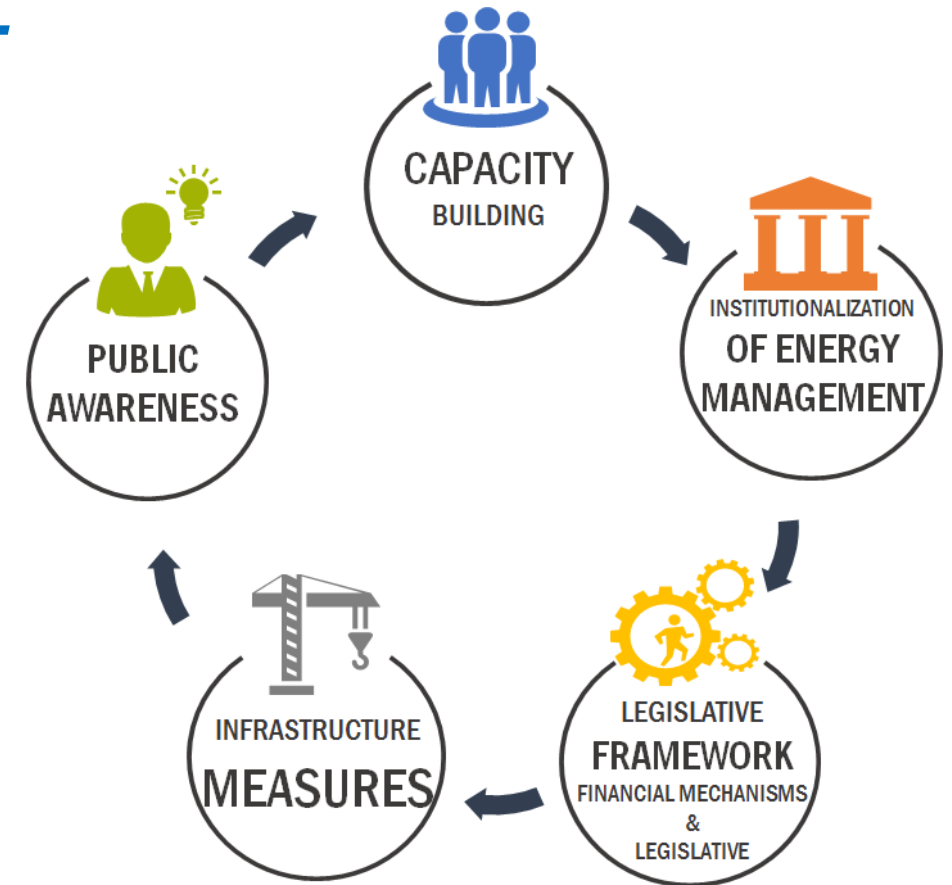 CAPACITY
BUILDING
INSTITUTIONALIZATION
OF ENERGY
MANAGEMENT
LEGISLATIVE
FRAMEWORK
FINANCIAL MECHANISMS
&
LEGISLATIVE
INFRASTRUCTURE
MEASURES
PUBLIC
AWARENESS